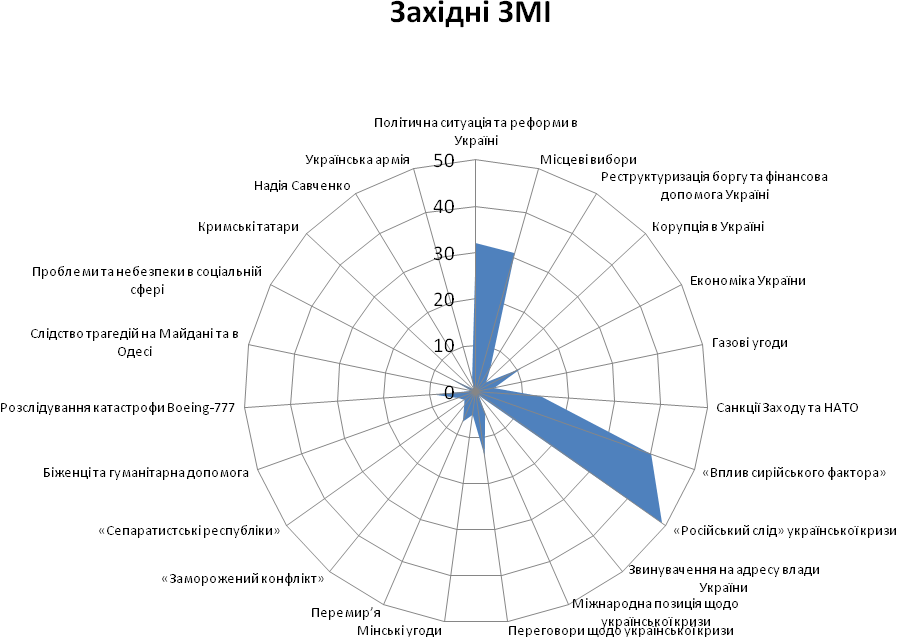 Західні ЗМІ
Політична ситуація та реформи в
Україні
Місцеві вибори
Реструктуризація боргу та фінансова
допомога Україні
Корупція в Україні
Економіка України
Газові угоди
Санкції Заходу та НАТО
«Вплив сирійського фактора»
«Російський слід» української кризи
Звинувачення на адресу влади
України
Міжнародна позиція щодо
української кризи
Переговори щодо української кризи
Мінські угоди
Перемир’я
«Заморожений конфлікт»
«Сепаратистські республіки»
Біженці та гуманітарна допомога
Розслідування катастрофи Boeing-777
Слідство трагедій на Майдані та в
Одесі
Проблеми та небезпеки в соціальній
сфері
Кримські татари
Надія Савченко
Українська армія
50
40
30
20
10
0